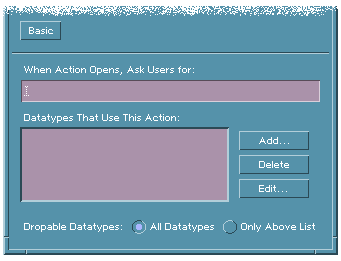 Basic
When Action Opens, Ask Users for:
Datatypes That Use This Action:
Add...
Delete
Edit...
Dropable Datatypes: All Datatypes Only Above List